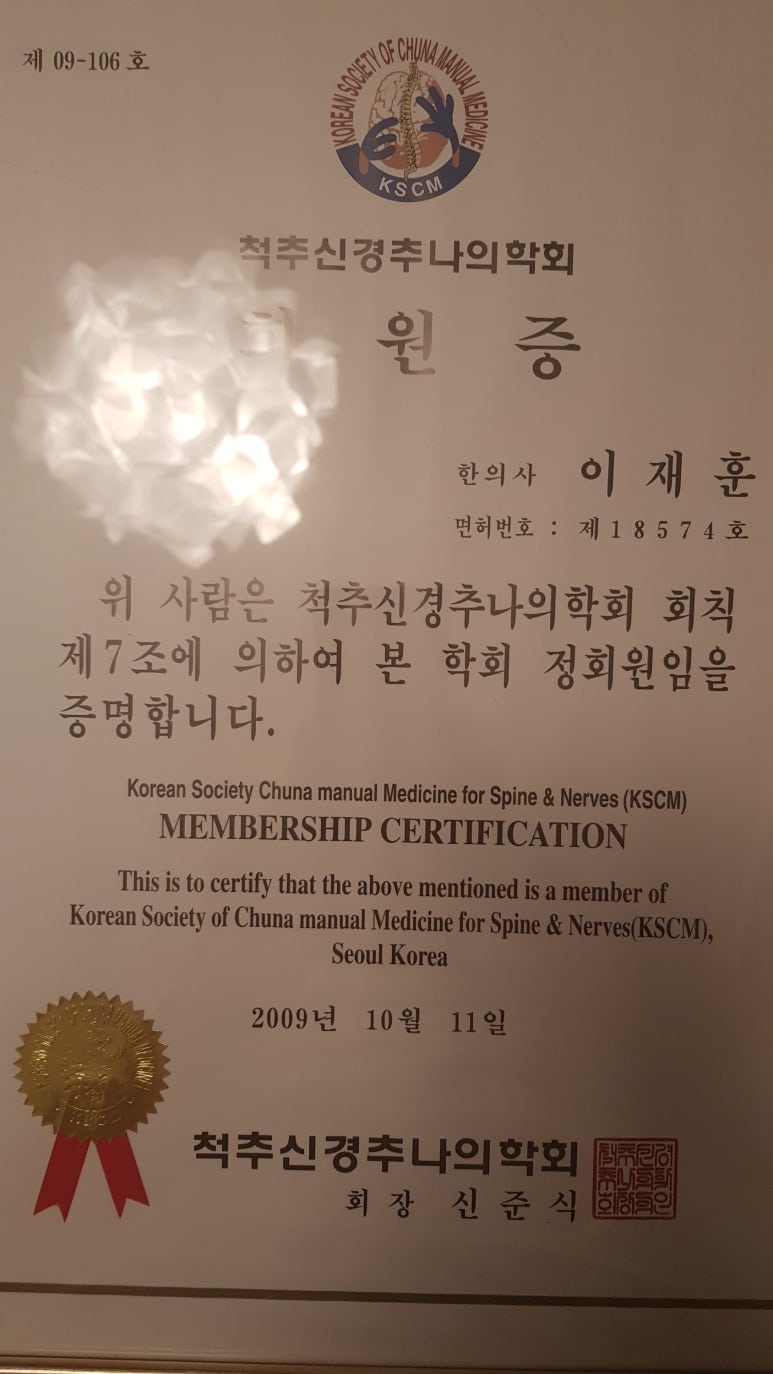 제 09-106 호
KOREAN SOCIETY OF CHUNA MANUAL MEDICINE
KSCM
척추신경추나의학회
원 증
한의사 이 재 훈
면허번호 : 제 1 8 5 7 4 호
위 사람은 척추신경추나의학회 회칙
제7조에 의하여 본 학회 정회원임을
증명합니다.
Korean Society Chuna manual Medicine for Spine & Nerves (KSCM)
MEMBERSHIP CERTIFICATION
This is to certify that the above mentioned is a member of
Korean Society of Chuna manual Medicine for Spine & Nerves(KSCM),
Seoul Korea
2009년 10월 11일
척추신경추나의학회
회 장 신 준 식